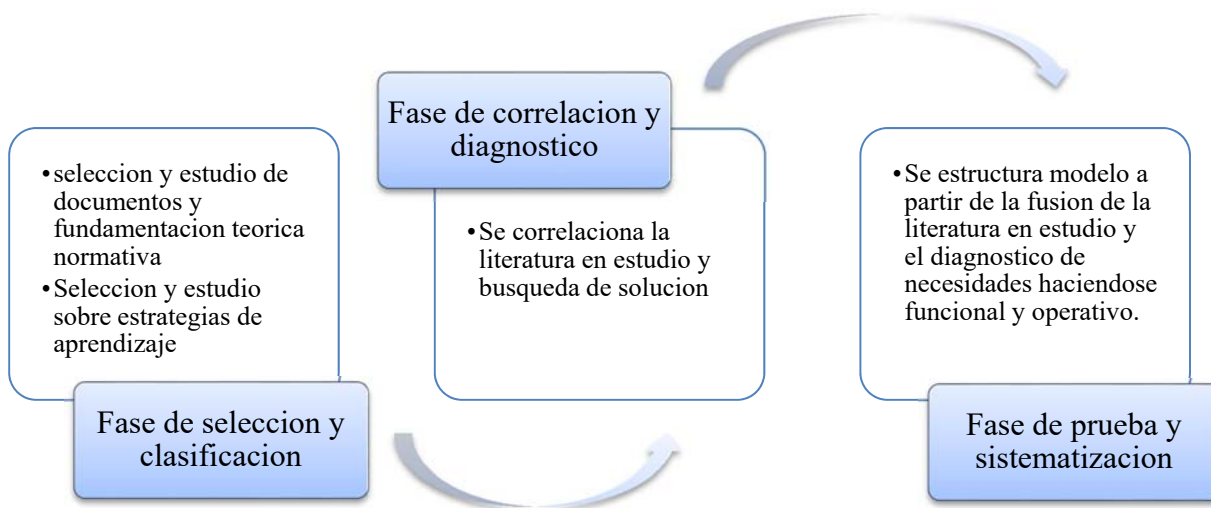 •seleccion y estudio de
documentos y
fundamentacion teorica
normativa
•Seleccion y estudio
sobre estrategias de
aprendizaje
Fase de seleccion y
clasificacion
Fase de correlacion y
diagnostico
•Se correlaciona la
literatura en estudio y
busqueda de solucion
•Se estructura modelo a
partir de la fusion de la
literatura en estudio y
el diagnostico de
necesidades haciendose
funcional y operativo.
Fase de prueba y
sistematizacion